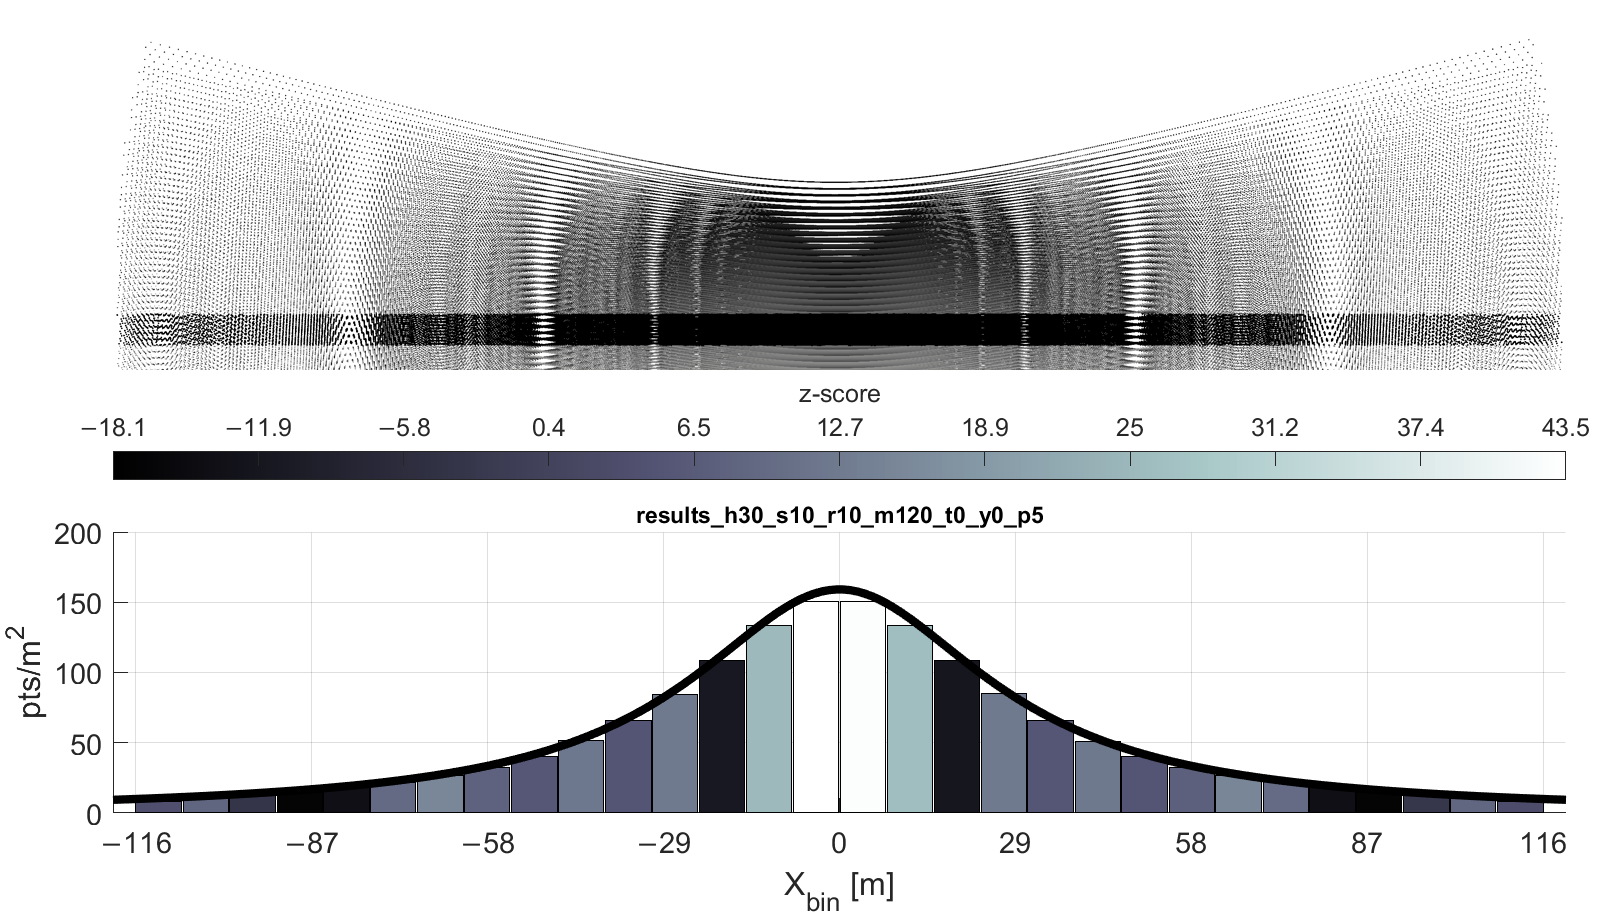 z-score
−18.1 −11.9 −5.8 0.4 6.5 12.7 18.9 25 31.2 37.4 43.5
results_h30_s10_r10_m120_t0_y0_p5
200
150
100
50
0
pts/m²
−116 −87 −58 −29 0 29 58 87 116
X_bin [m]